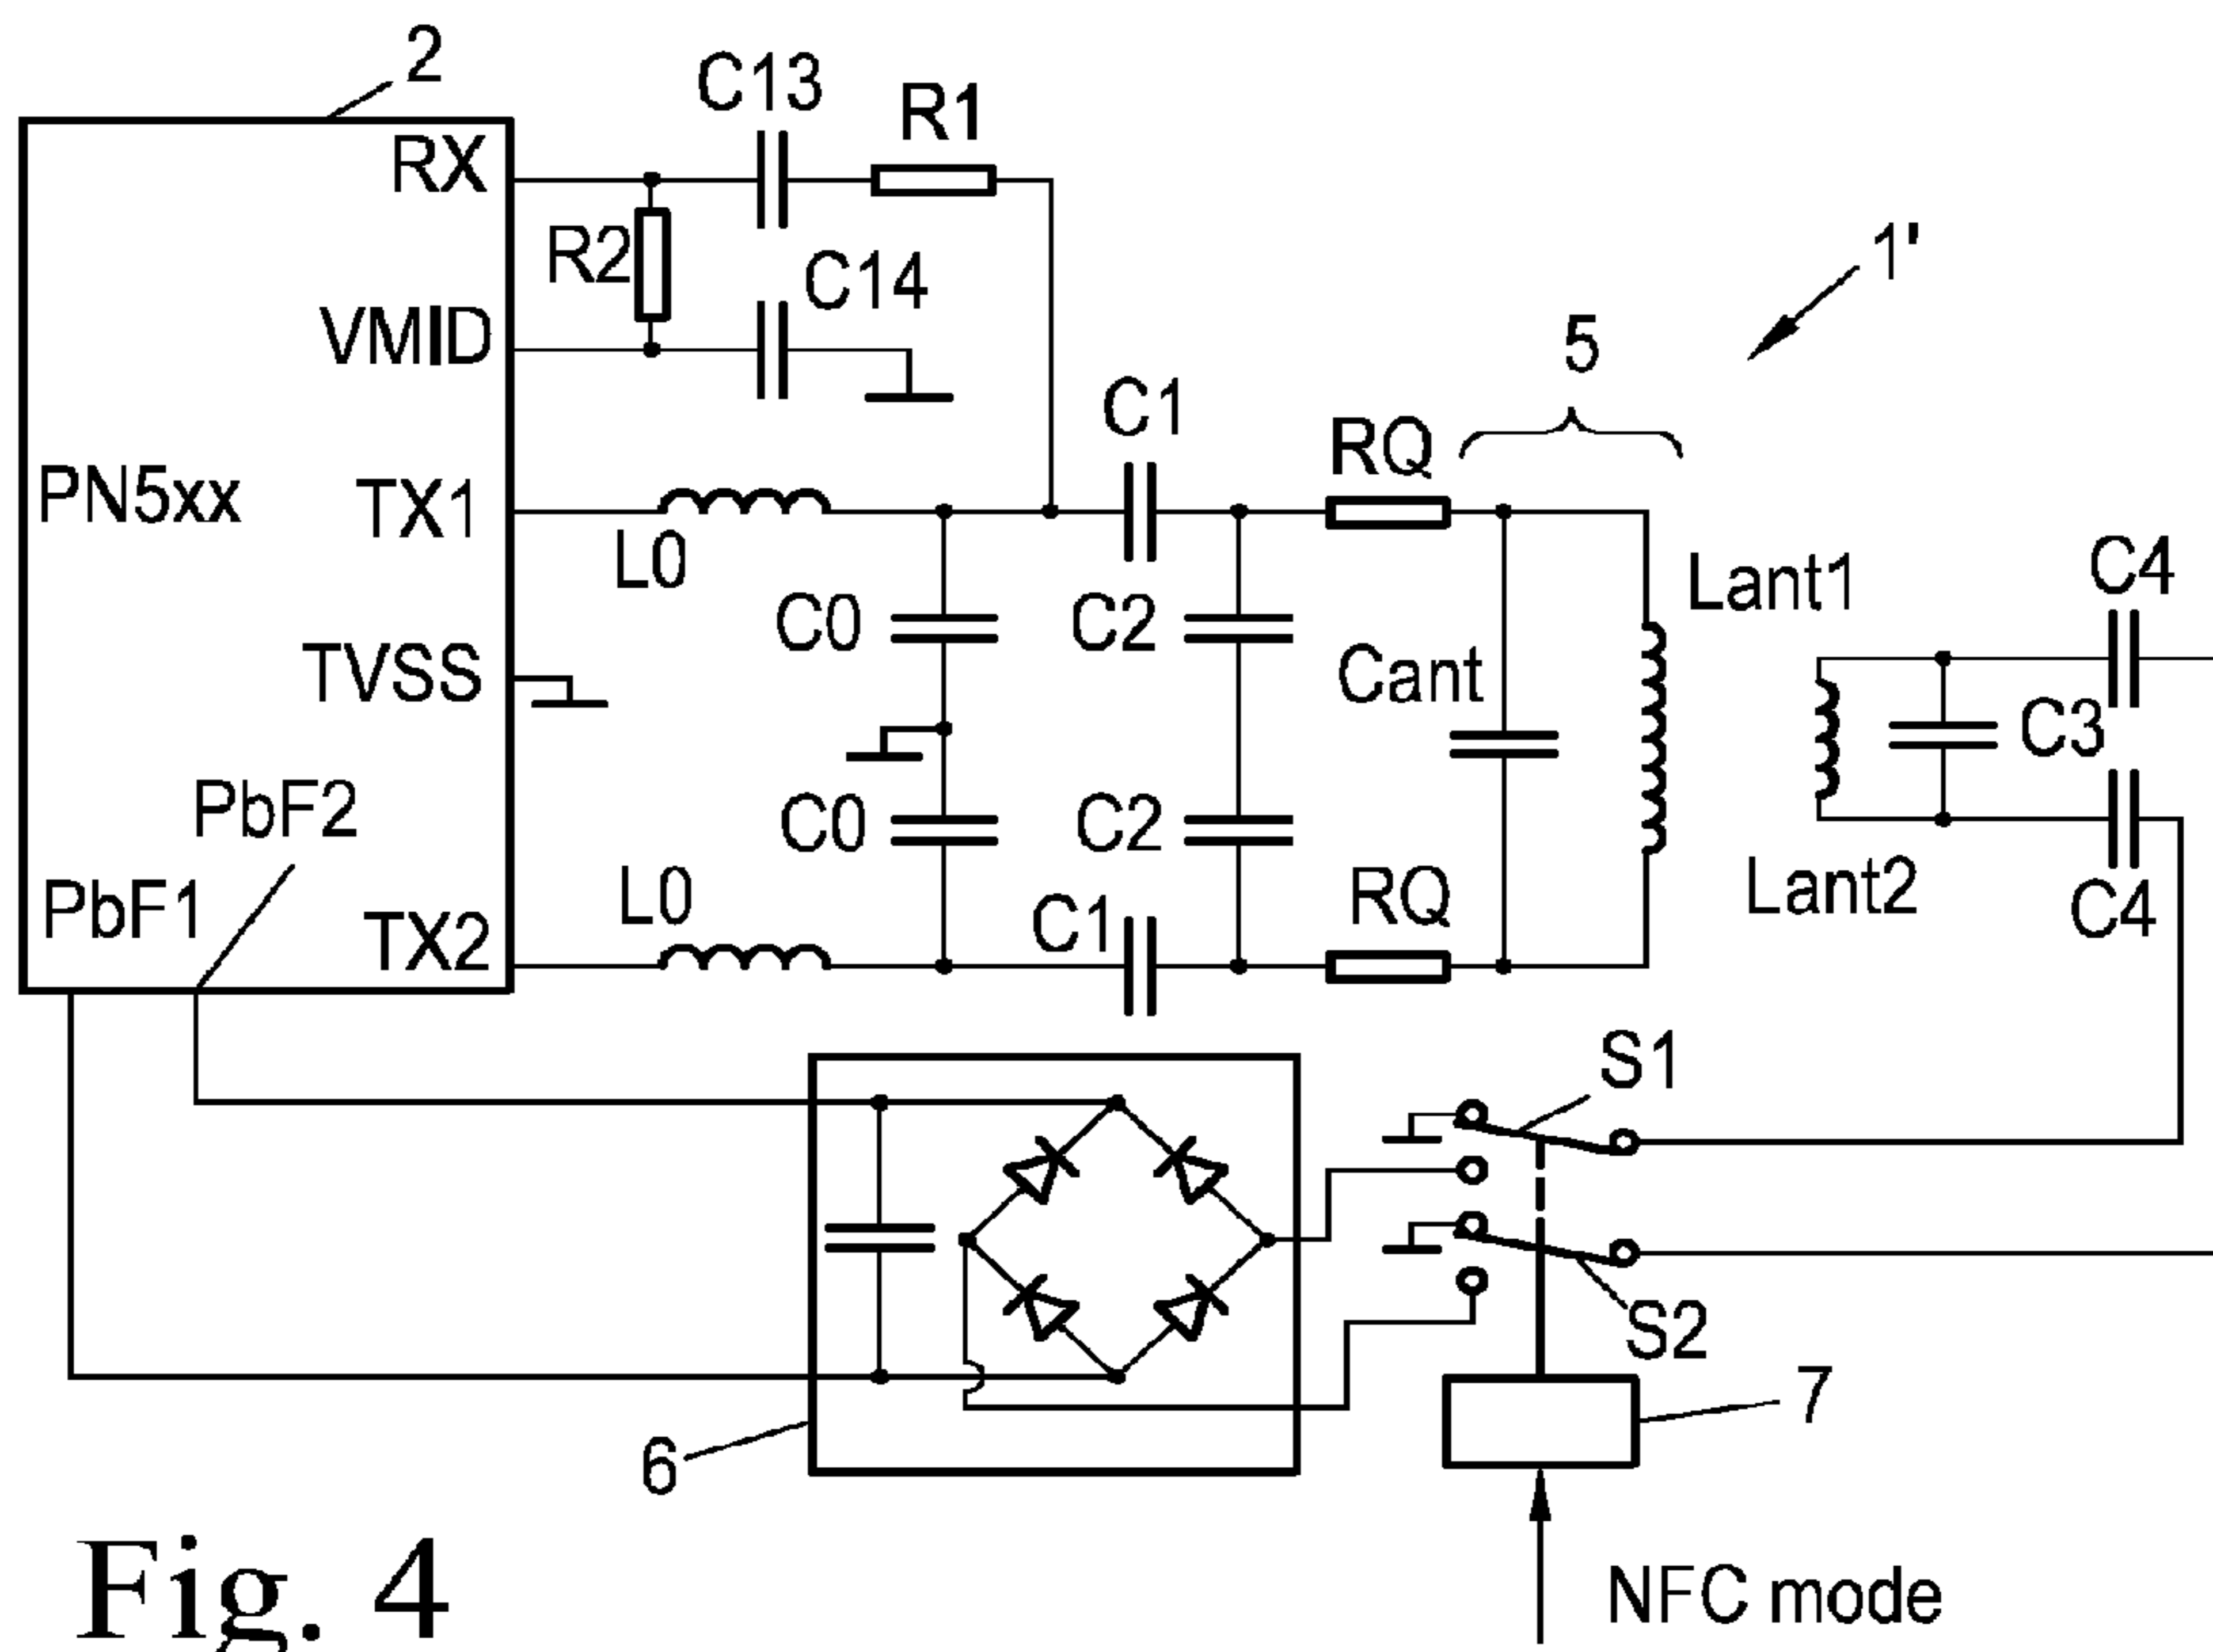 2
C13
R1
RX
R2
C14
1'
VMID
5
C1
RQ
PN5xx
TX1
L0
Lant1
C4
C0
C2
Cant
TVSS
C3
PbF2
C0
C2
Lant2
C4
PbF1
TX2
L0
C1
RQ
S1
S2
7
6
Fig. 4
NFC mode